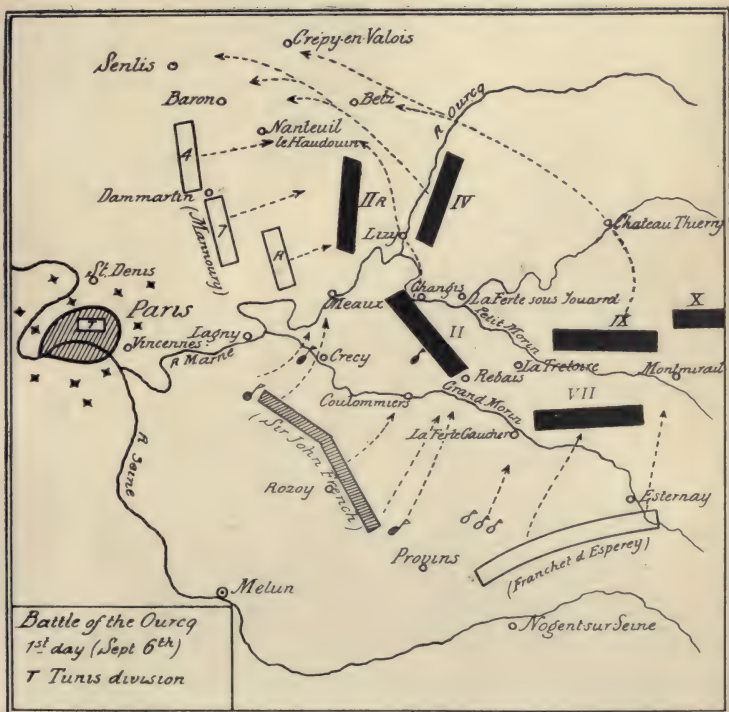 Crépy-en-Valois
Senlis
Baron
Betz
R Ourcq
Nanteuil
le Haudouin
4
Dammartin
7
(Mannoury)
R
II R
IV
Lizy
Chateau Thierry
St. Denis
Paris
T
Vincennes
Lagny
R Marne
Meaux
Changis
La Ferte sous Jouarre
Petit Morin
X
IX
II
Crecy
Rebais
La Tretoire
Montmirail
Coulommiers
Grand Morin
VII
La Ferte Gaucher
(Sir John French)
Rozoy
R Seine
Esternay
Provins
(Franchet d Esperey)
Melun
Nogent sur Seine
Battle of the Ourcq
1st day (Sept 6th)
T Tunis division